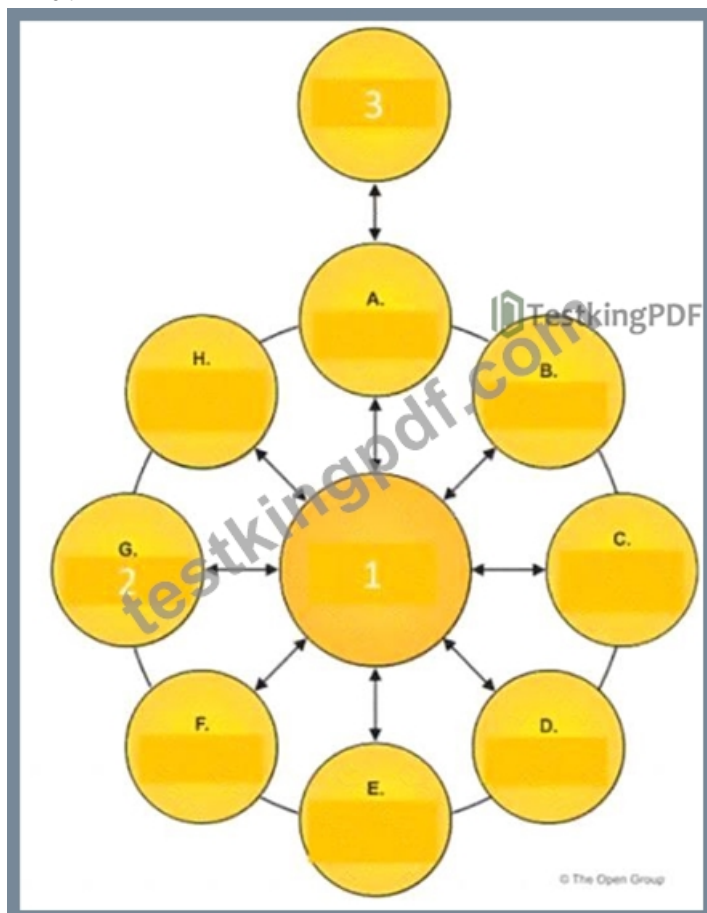 3
A.
TestkingPDF
H.
B.
testkingpdf.com
G.
2
1
C.
F.
D.
E.
© The Open Group